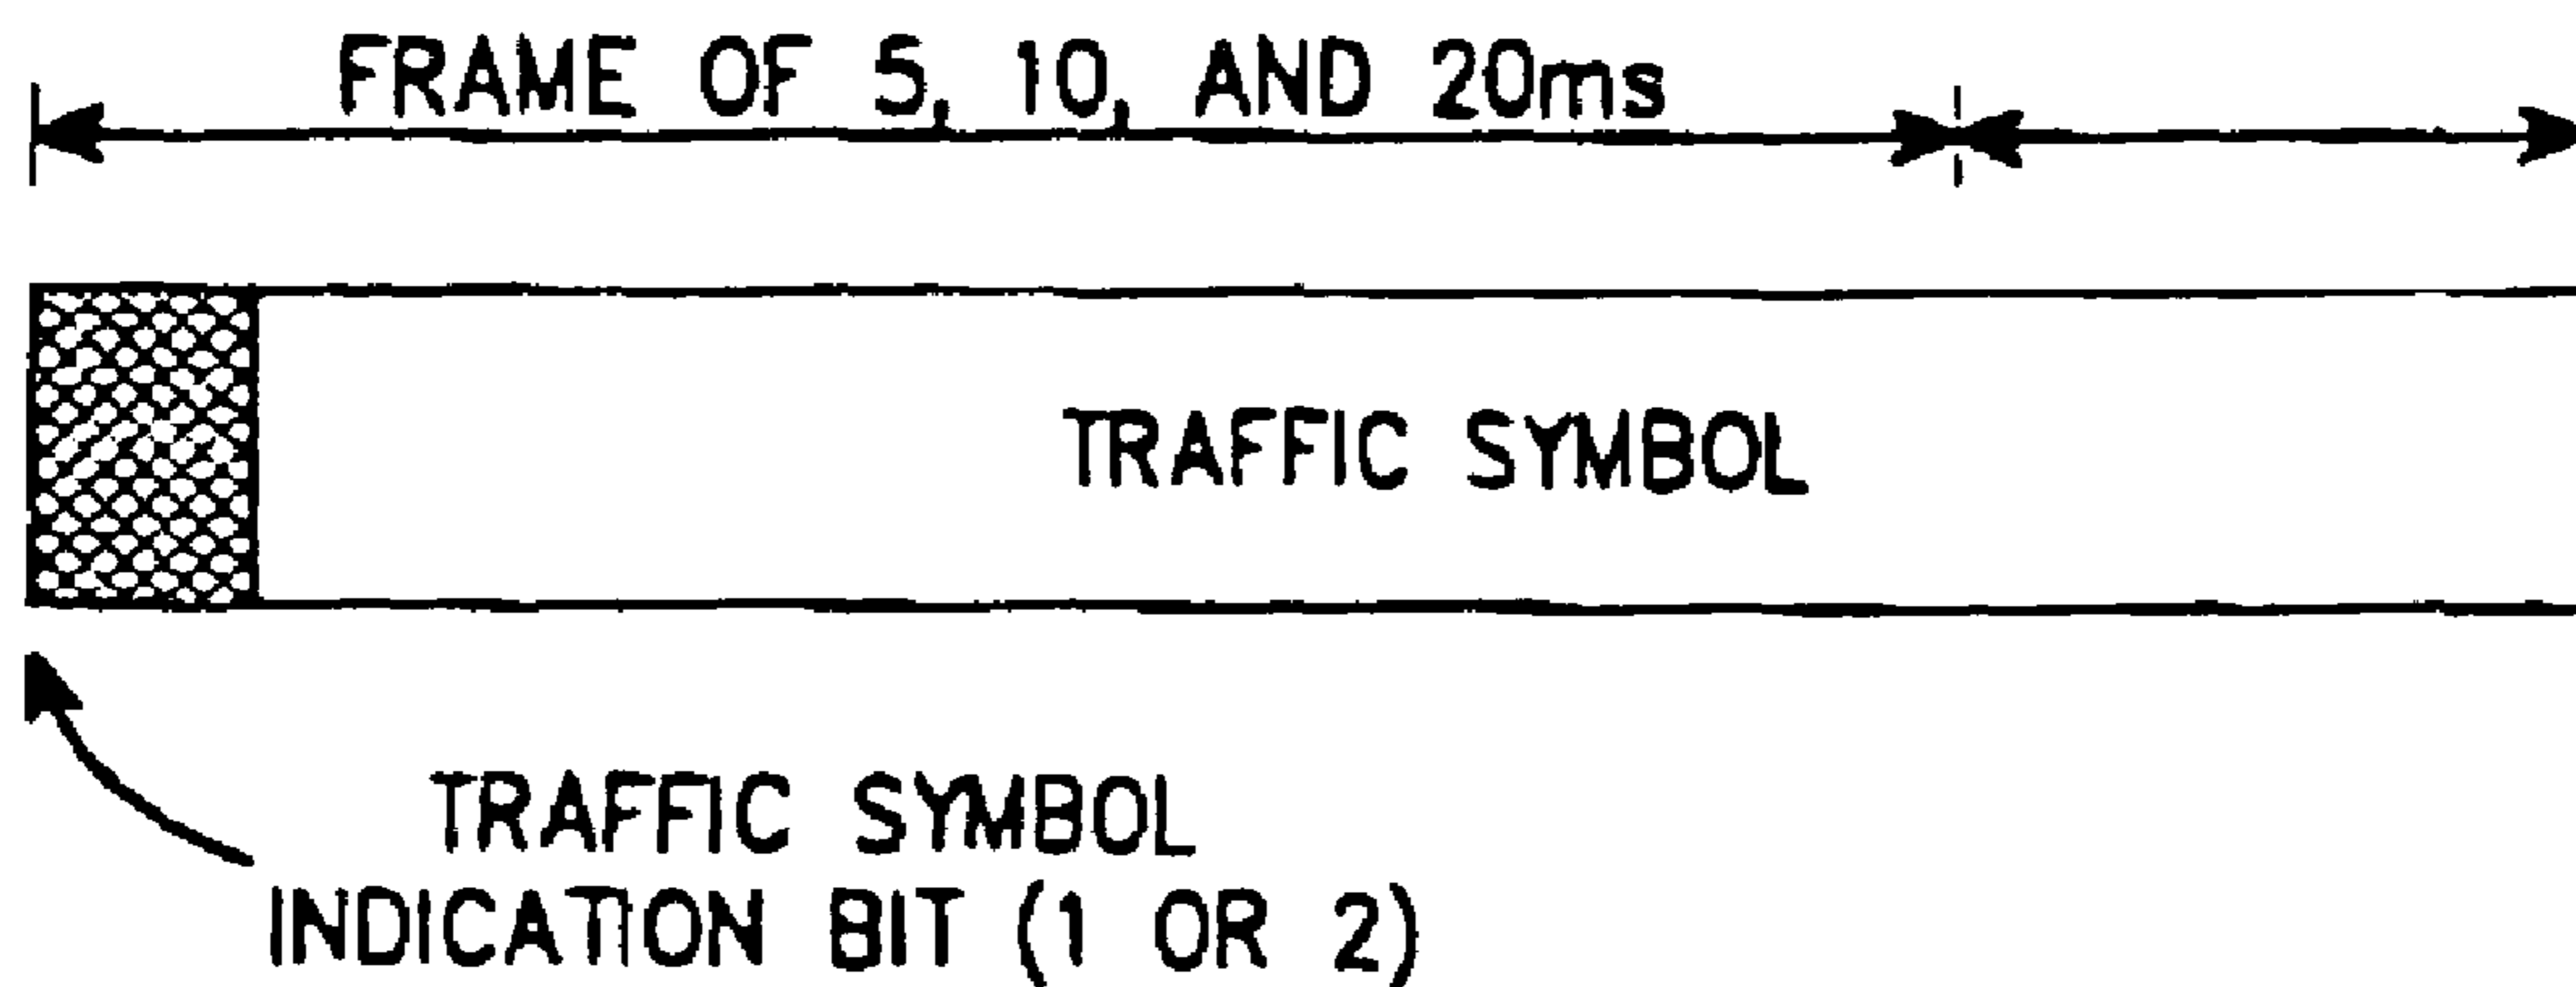 FRAME OF 5, 10, AND 20ms
TRAFFIC SYMBOL
TRAFFIC SYMBOL
INDICATION BIT (1 OR 2)